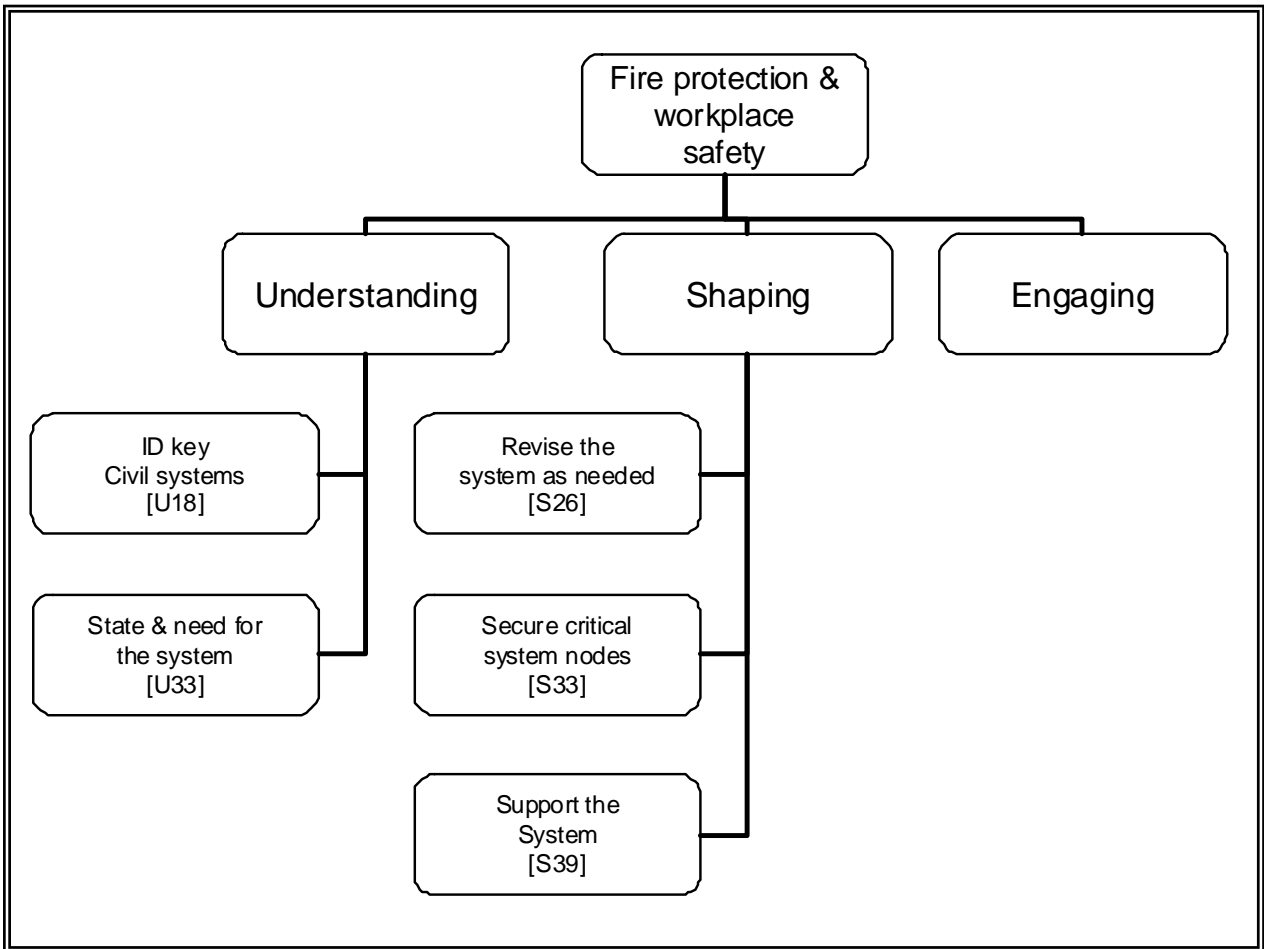 Fire protection &
workplace
safety
Understanding
Shaping
Engaging
ID key
Civil systems
[U18]
State & need for
the system
[U33]
Revise the
system as needed
[S26]
Secure critical
system nodes
[S33]
Support the
System
[S39]